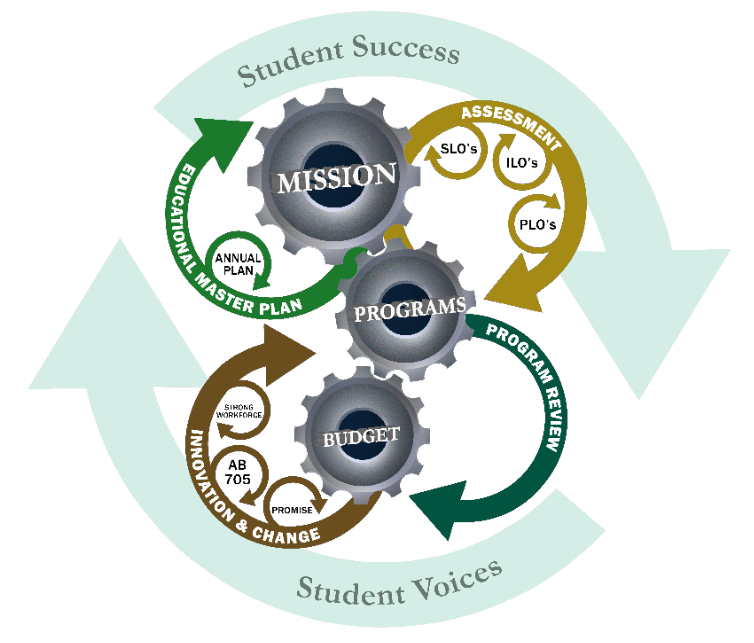 Student Success
ASSESSMENT
SLO's
ILO's
PLO's
MISSION
EDUCATIONAL MASTER PLAN
ANNUAL
PLAN
PROGRAMS
PROGRAM REVIEW
BUDGET
STRONG
WORKFORCE
AB
705
PROMISE
INNOVATION & CHANGE
Student Voices